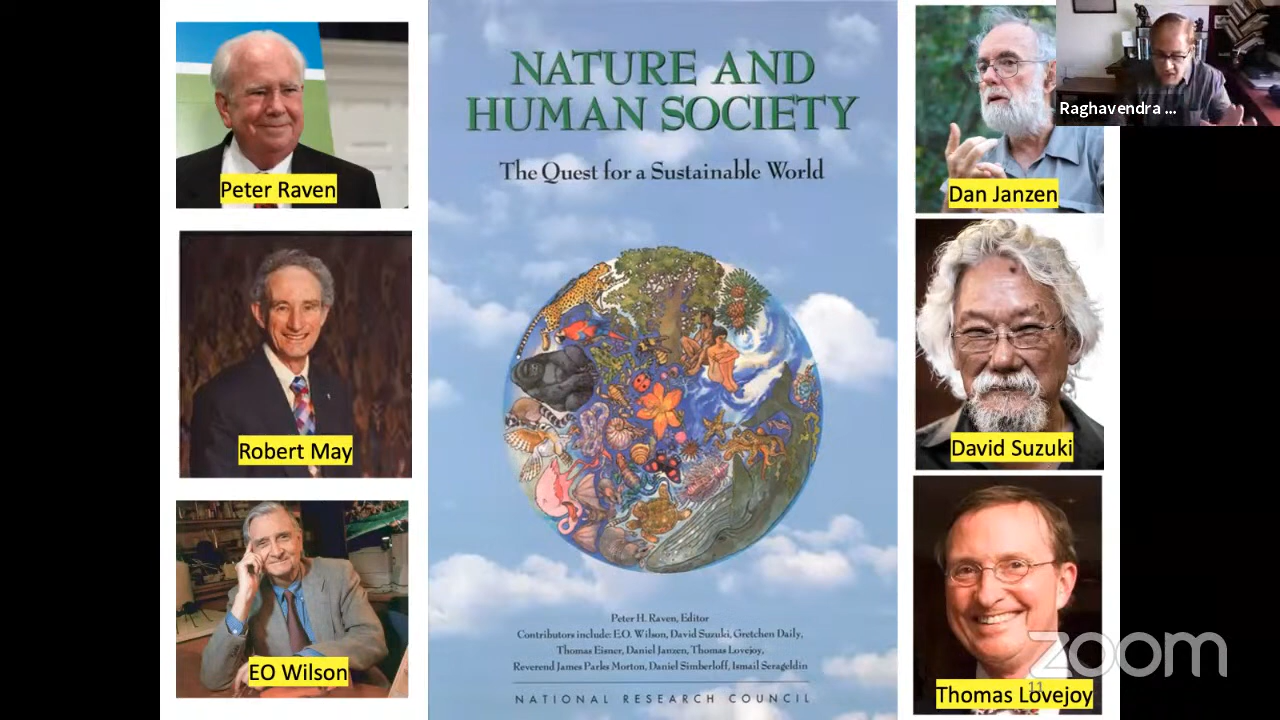 Peter Raven
Robert May
EO Wilson
NATURE AND
HUMAN SOCIETY
The Quest for a Sustainable World
Peter H. Raven, Editor
Contributors include: E.O. Wilson, David Suzuki, Gretchen Daily,
Thomas Eisner, Daniel Janzen, Thomas Lovejoy,
Reverend James Parks Morton, Daniel Simberloff, Ismail Serageldin
NATIONAL RESEARCH COUNCIL
Dan Janzen
David Suzuki
Thomas Lovejoy
11
Raghavendra ...
zoom